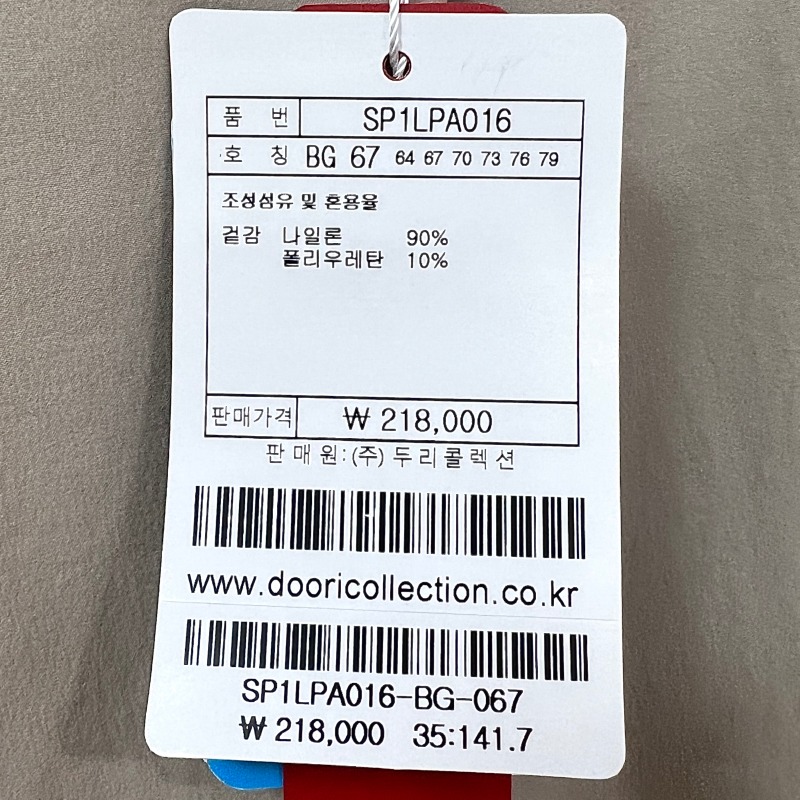 품 번 SP1LPA016
호 칭 BG 67 64 67 70 73 76 79
조성섬유 및 혼용율
겉감 나일론 90%
폴리우레탄 10%
판매가격 ₩ 218,000
판 매 원: (주) 두 리 콜 렉 션
www.dooricollection.co.kr
SP1LPA016-BG-067
₩ 218,000 35:141.7